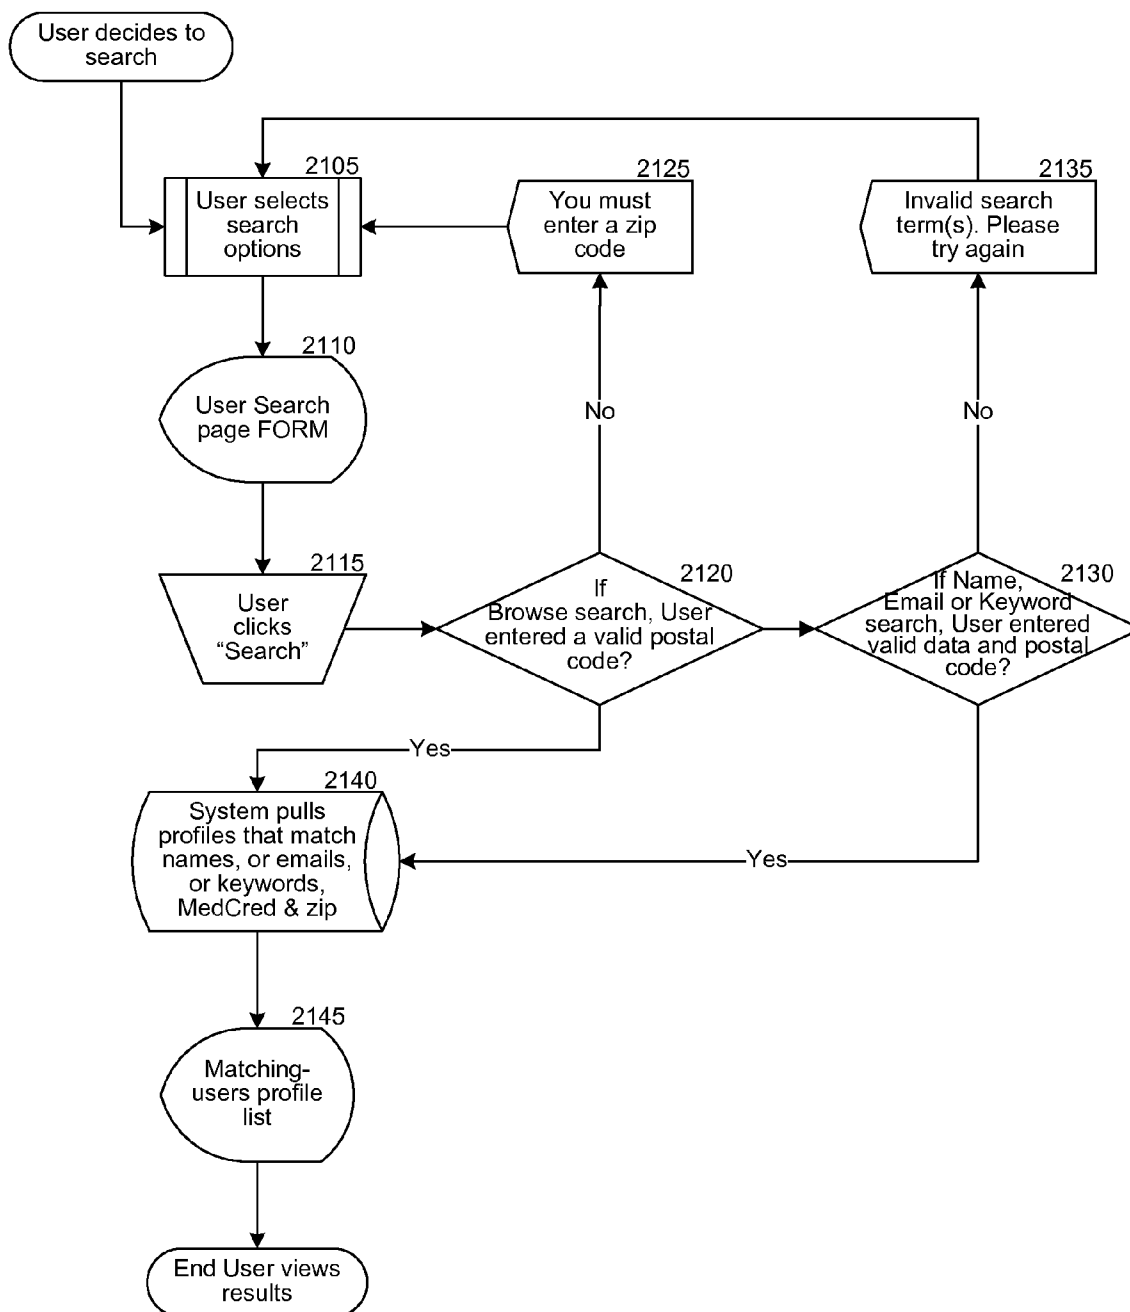 User decides to
search
2105
User selects
search
options
2125
You must
enter a zip
code
2135
Invalid search
term(s). Please
try again
2110
User Search
page FORM
No
No
2115
User
clicks
“Search”
2120
If
Browse search, User
entered a valid postal
code?
2130
If Name,
Email or Keyword
search, User entered
valid data and postal
code?
Yes
2140
System pulls
profiles that match
names, or emails,
or keywords,
MedCred & zip
Yes
2145
Matching-
users profile
list
End User views
results